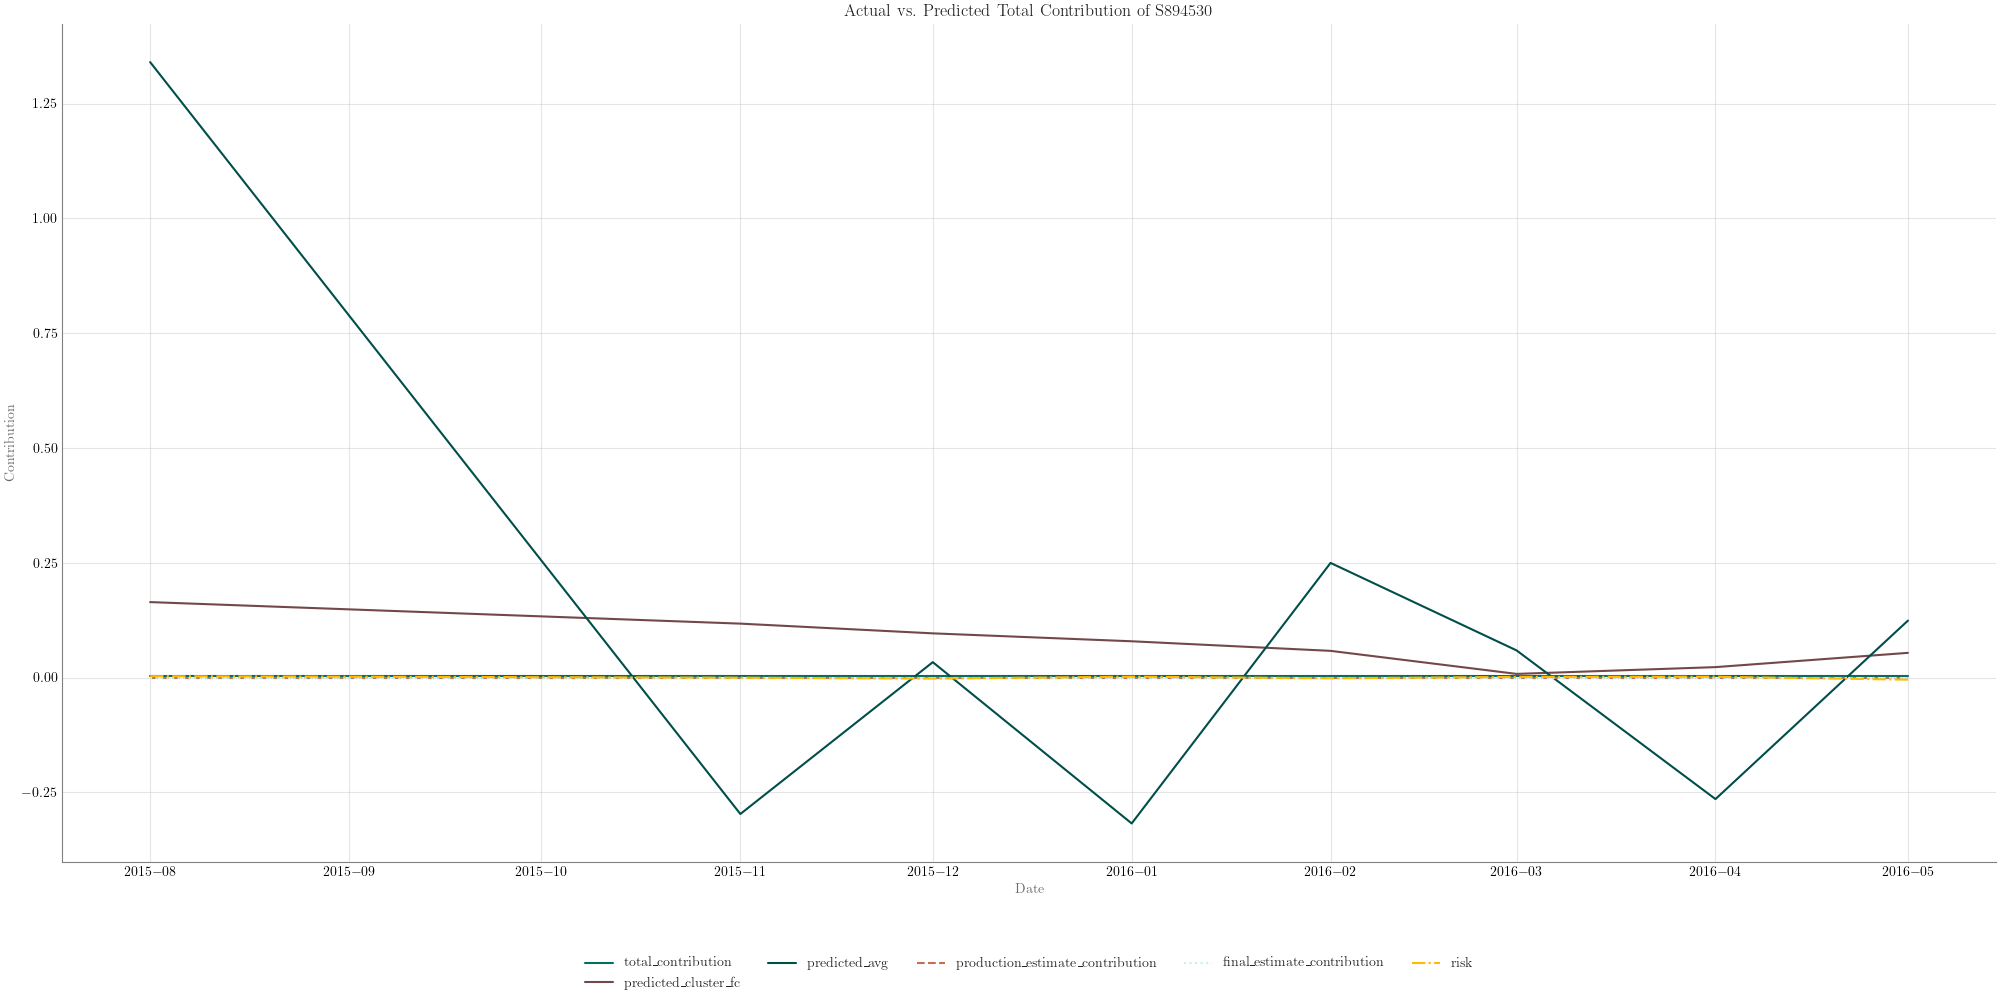 Actual vs. Predicted Total Contribution of S894530
Contribution
1.25
1.00
0.75
0.50
0.25
0.00
−0.25
2015−08 2015−09 2015−10 2015−11 2015−12 2016−01 2016−02 2016−03 2016−04 2016−05
Date
total_contribution predicted_avg production_estimate_contribution final_estimate_contribution risk
predicted_cluster_fc